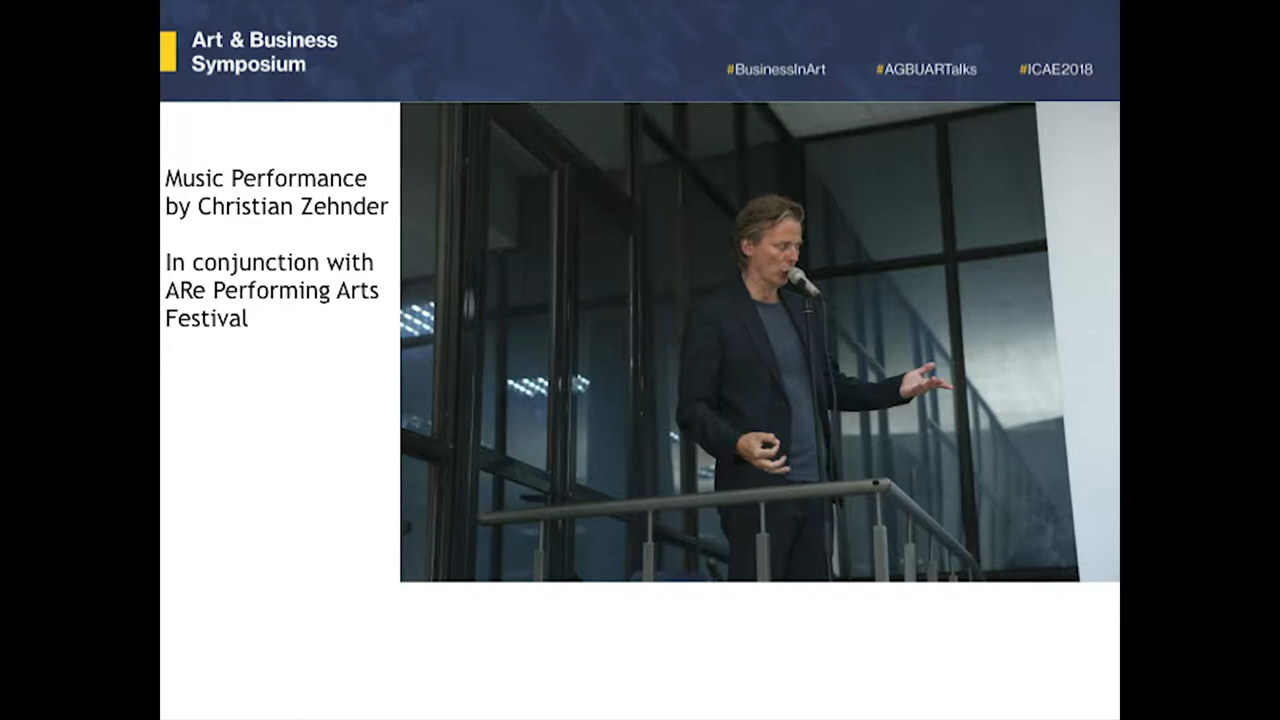 Art & Business
Symposium
#BusinessInArt
#AGBUARTalks
#ICAE2018
Music Performance
by Christian Zehnder
In conjunction with
ARe Performing Arts
Festival